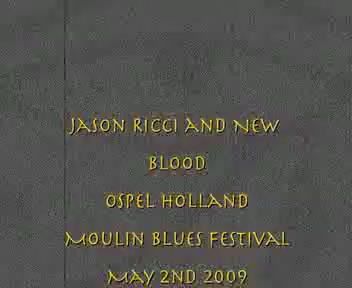 Jason Ricci and New
Blood
Ospel Holland
Moulin Blues Festival
May 2nd 2009